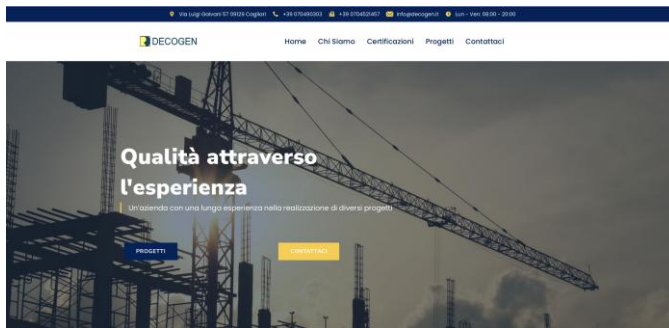 Via Luigi Galvani 57 09129 Cagliari +39 070490303 +39 0704521457 info@decogen.it Lun - Ven: 08:00 - 20:00
DECOGEN Home Chi Siamo Certificazioni Progetti Contattaci
Qualità attraverso
l'esperienza
Un'azienda con una lunga esperienza nella realizzazione di diversi progetti
PROGETTI CONTATTACI